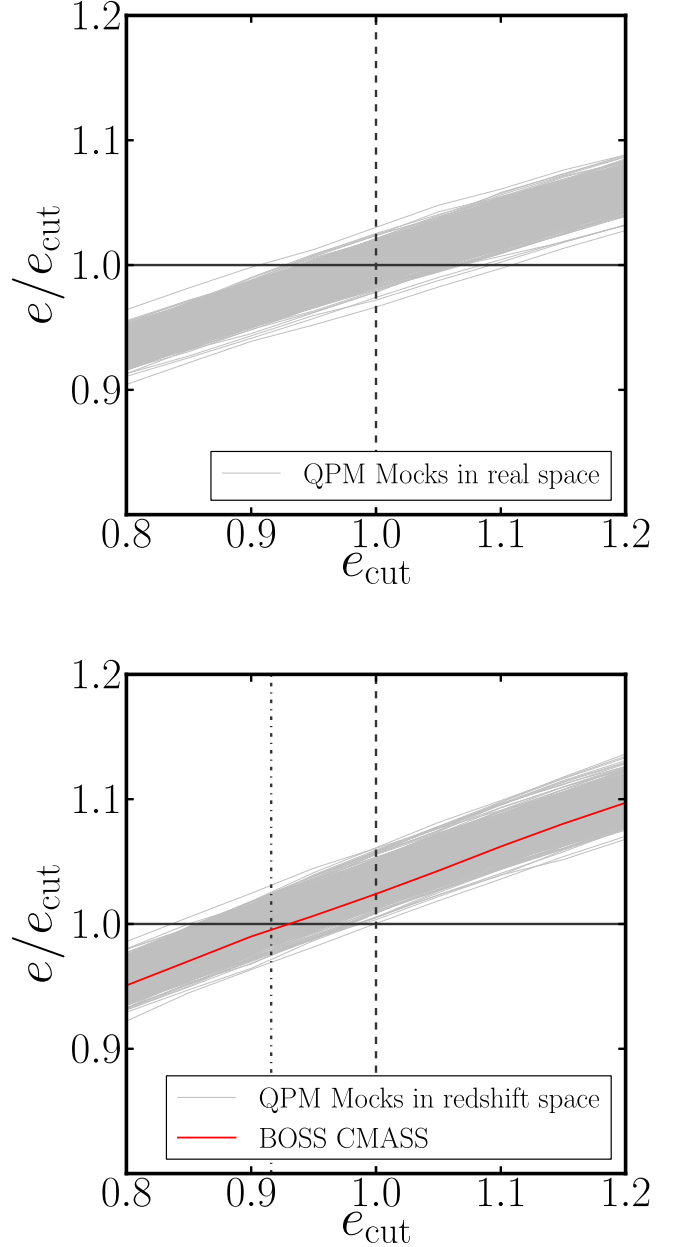 1.2
1.1
1.0
0.9
e/e_cut
QPM Mocks in real space
0.8 0.9 1.0 1.1 1.2
e_cut
1.2
1.1
1.0
0.9
e/e_cut
QPM Mocks in redshift space
BOSS CMASS
0.8 0.9 1.0 1.1 1.2
e_cut